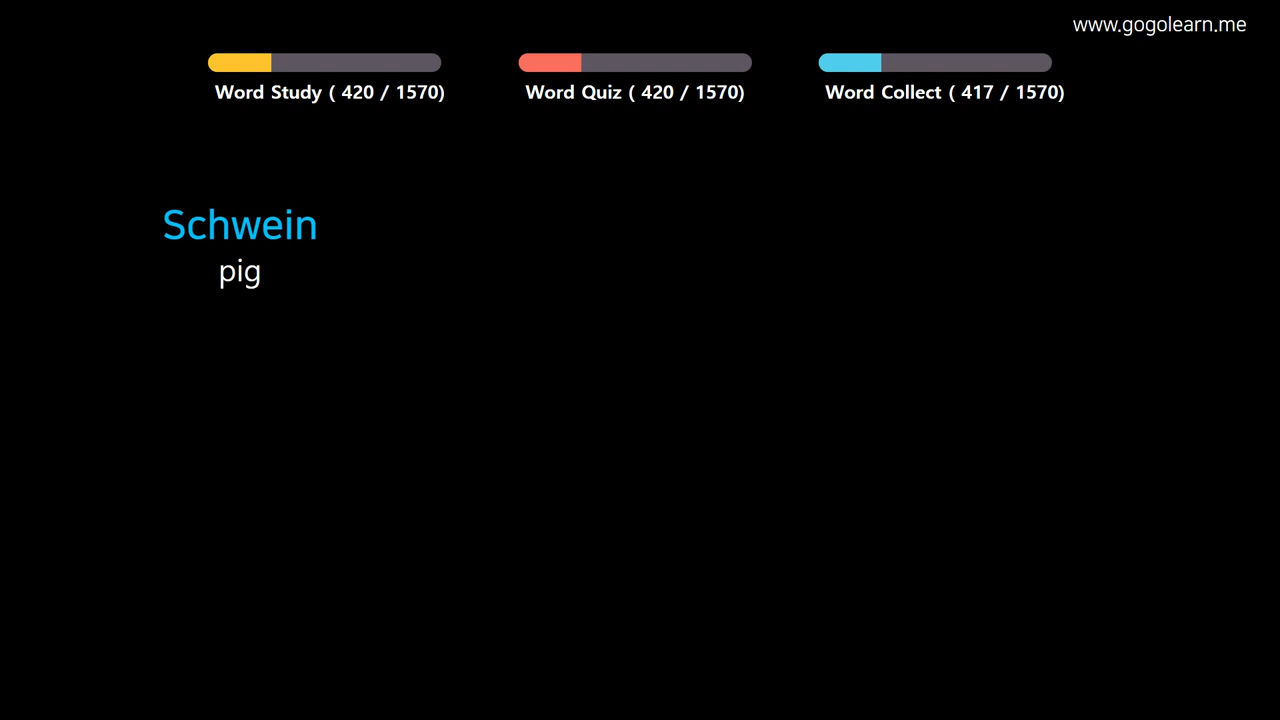 www.gogolearn.me
Word Study ( 420 / 1570)
Word Quiz ( 420 / 1570)
Word Collect ( 417 / 1570)
Schwein
pig